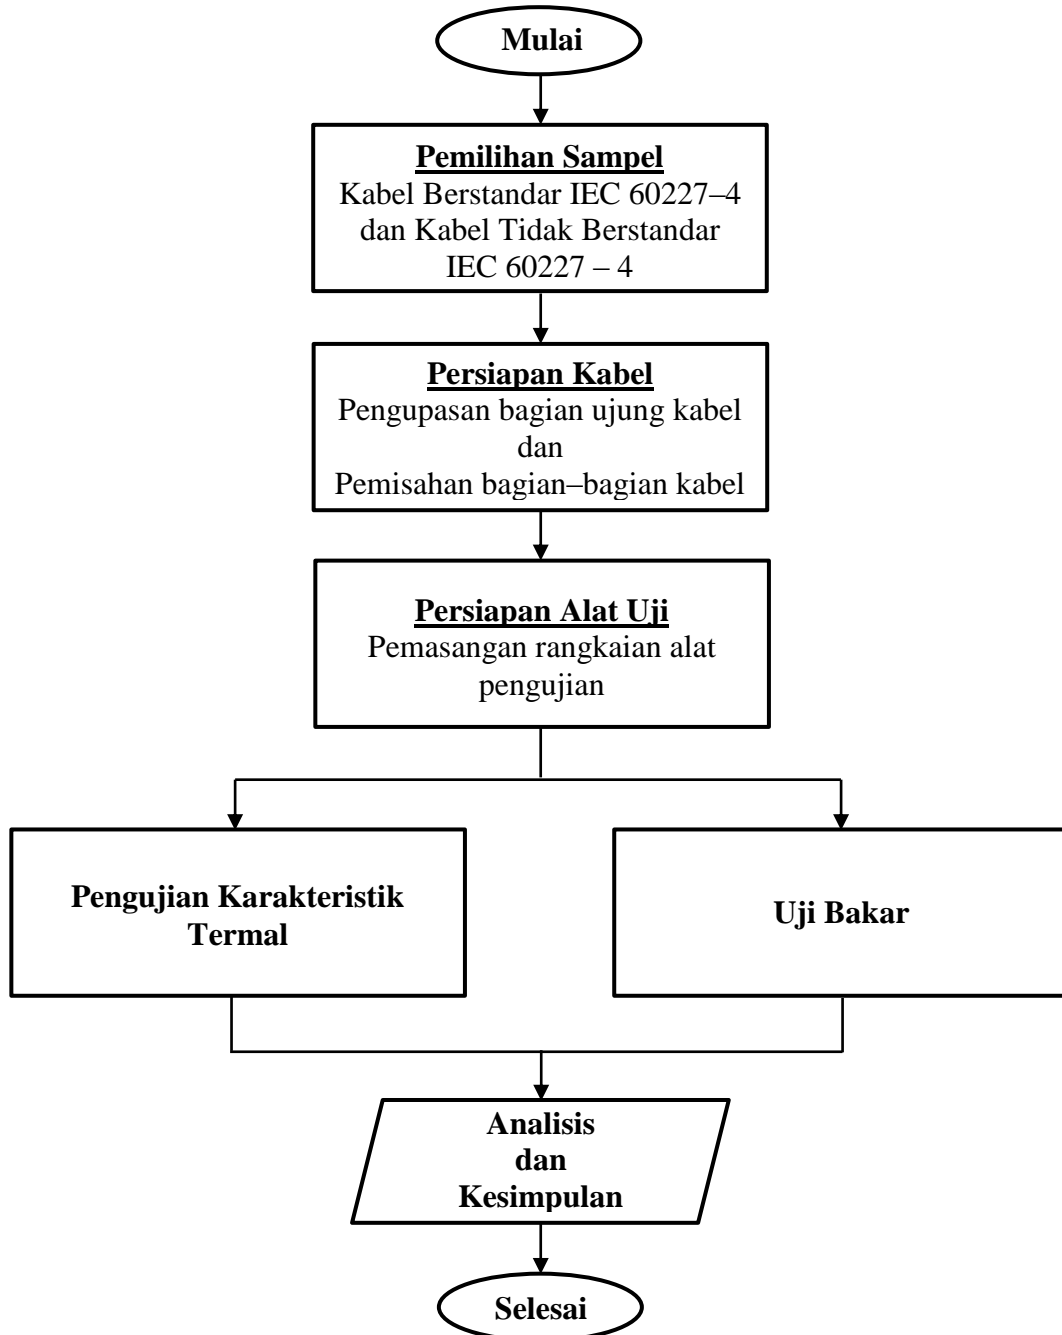 Mulai
Pemilihan Sampel
Kabel Berstandar IEC 60227–4
dan Kabel Tidak Berstandar
IEC 60227 – 4
Persiapan Kabel
Pengupasan bagian ujung kabel
dan
Pemisahan bagian–bagian kabel
Persiapan Alat Uji
Pemasangan rangkaian alat
pengujian
Pengujian Karakteristik
Termal
Uji Bakar
Analisis
dan
Kesimpulan
Selesai